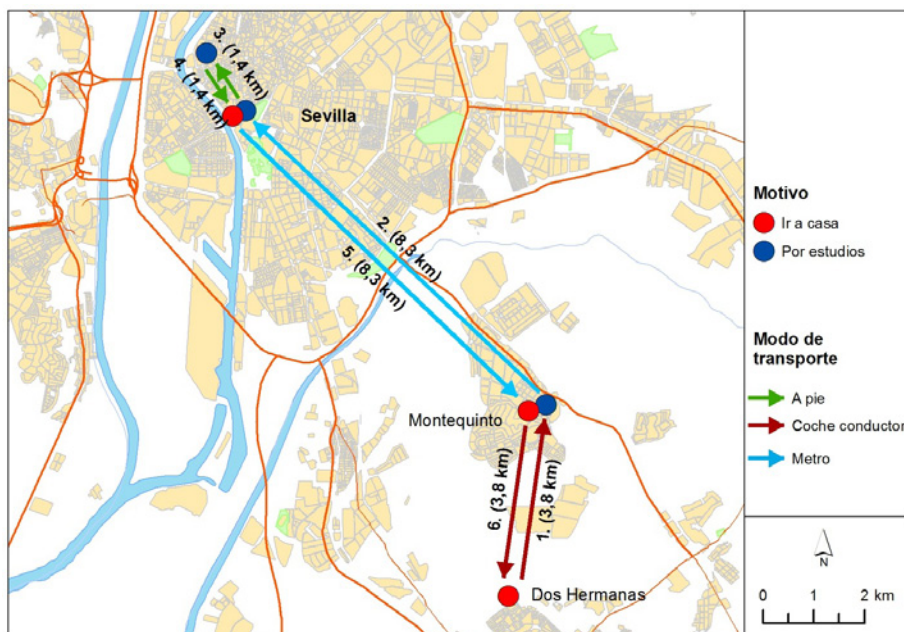 3. (1,4 km)
4. (1,4 km)
Sevilla
2. (8,3 km)
5. (8,3 km)
Montequinto
6. (3,8 km)
1. (3,8 km)
Dos Hermanas
Motivo
Ir a casa
Por estudios
Modo de
transporte
A pie
Coche conductor
Metro
N
0 1 2 km